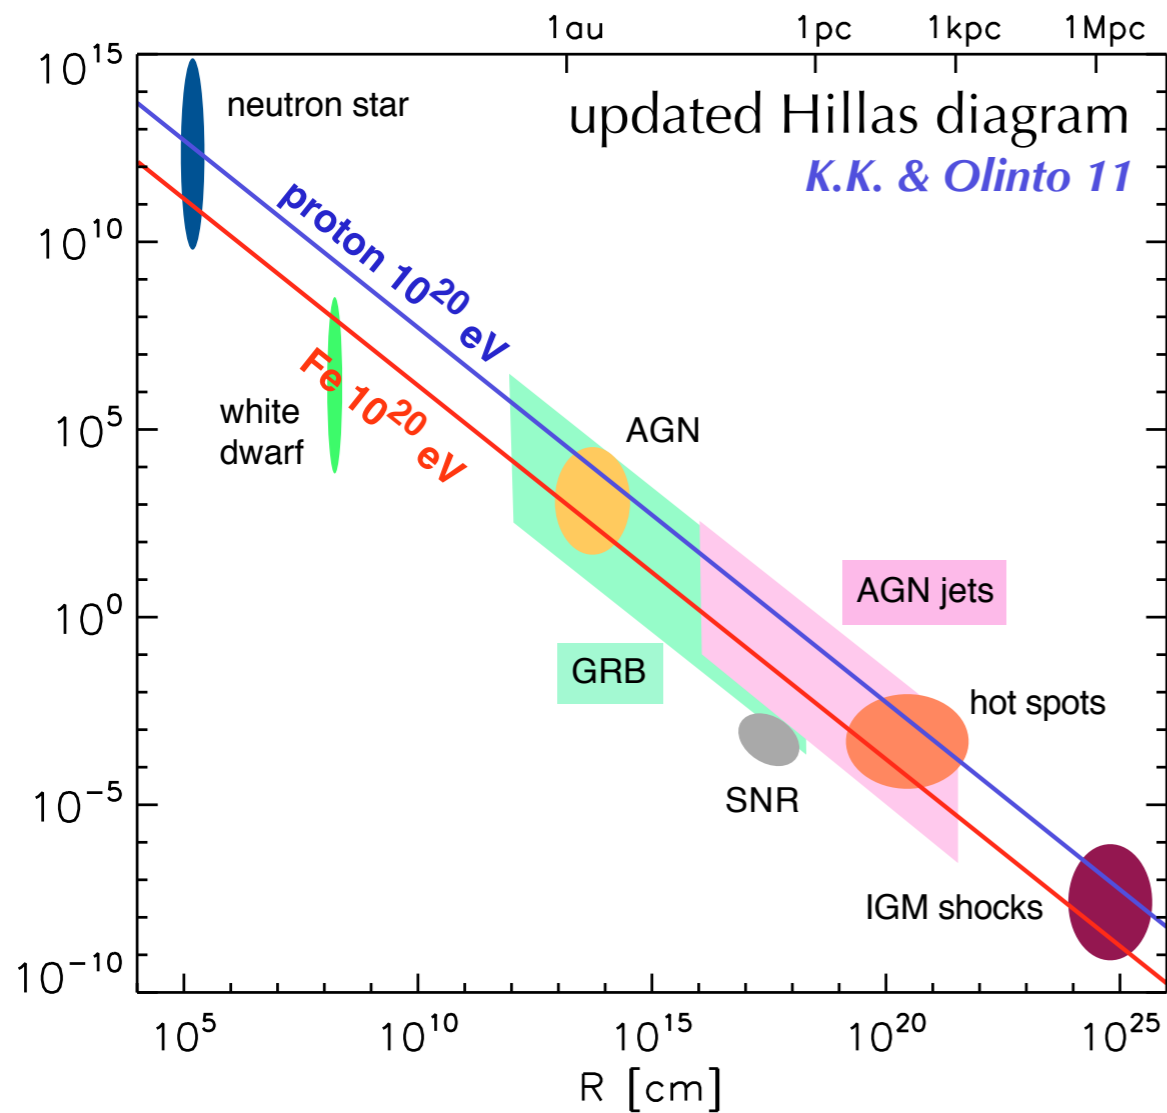 1au 1pc 1kpc 1Mpc
10^15
neutron star
updated Hillas diagram
K.K. & Olinto 11
10^10
proton 10^20 eV
Fe 10^20 eV
white
dwarf
10^5
AGN
10^0
AGN jets
GRB
hot spots
10^-5
SNR
IGM shocks
10^-10
10^5 10^10 10^15 10^20 10^25
R [cm]